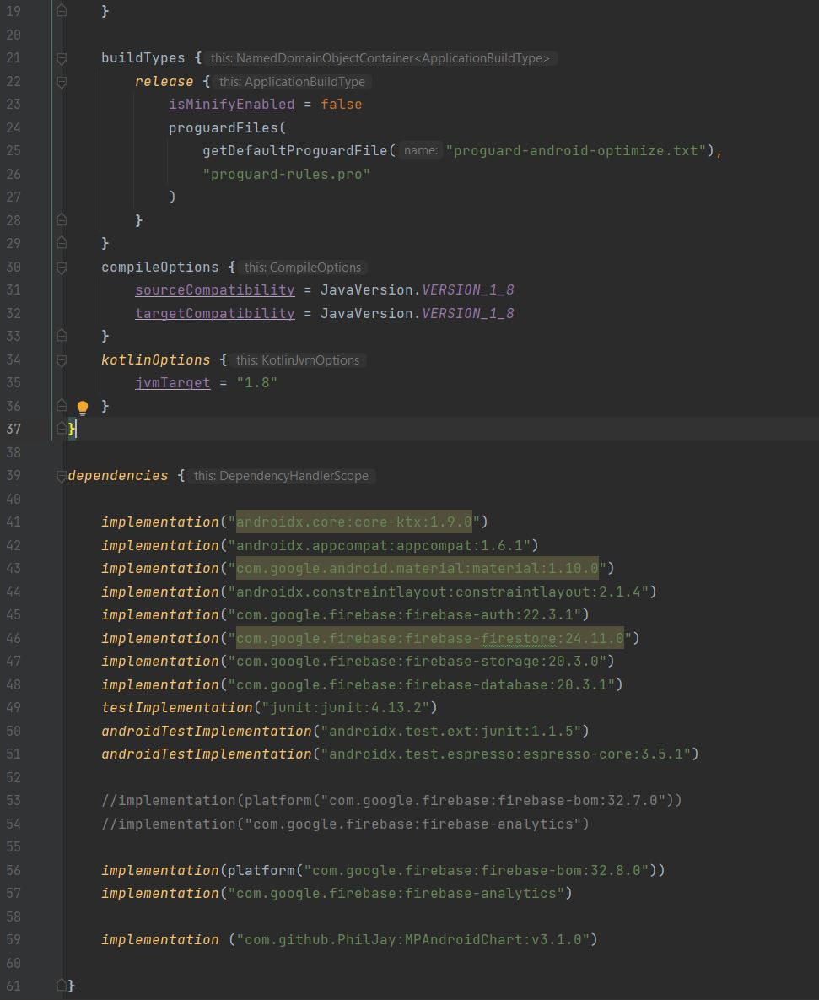 19 }
20
21 buildTypes { this: NamedDomainObjectContainer<ApplicationBuildType>
22 release { this: ApplicationBuildType
23 isMinifyEnabled = false
24 proguardFiles(
25 getDefaultProguardFile( name: "proguard-android-optimize.txt"),
26 "proguard-rules.pro"
27 )
28 }
29 }
30 compileOptions { this: CompileOptions
31 sourceCompatibility = JavaVersion.VERSION_1_8
32 targetCompatibility = JavaVersion.VERSION_1_8
33 }
34 kotlinOptions { this: KotlinJvmOptions
35 jvmTarget = "1.8"
36 }
37 }
38
39 dependencies { this: DependencyHandlerScope
40
41 implementation("androidx.core:core-ktx:1.9.0")
42 implementation("androidx.appcompat:appcompat:1.6.1")
43 implementation("com.google.android.material:material:1.10.0")
44 implementation("androidx.constraintlayout:constraintlayout:2.1.4")
45 implementation("com.google.firebase:firebase-auth:22.3.1")
46 implementation("com.google.firebase:firebase-firestore:24.11.0")
47 implementation("com.google.firebase:firebase-storage:20.3.0")
48 implementation("com.google.firebase:firebase-database:20.3.1")
49 testImplementation("junit:junit:4.13.2")
50 androidTestImplementation("androidx.test.ext:junit:1.1.5")
51 androidTestImplementation("androidx.test.espresso:espresso-core:3.5.1")
52
53 //implementation(platform("com.google.firebase:firebase-bom:32.7.0"))
54 //implementation("com.google.firebase:firebase-analytics")
55
56 implementation(platform("com.google.firebase:firebase-bom:32.8.0"))
57 implementation("com.google.firebase:firebase-analytics")
58
59 implementation ("com.github.PhilJay:MPAndroidChart:v3.1.0")
60
61 }